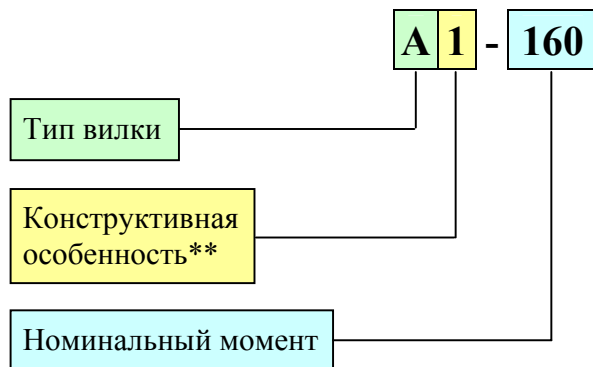 А 1 - 160
Тип вилки
Конструктивная
особенность**
Номинальный момент